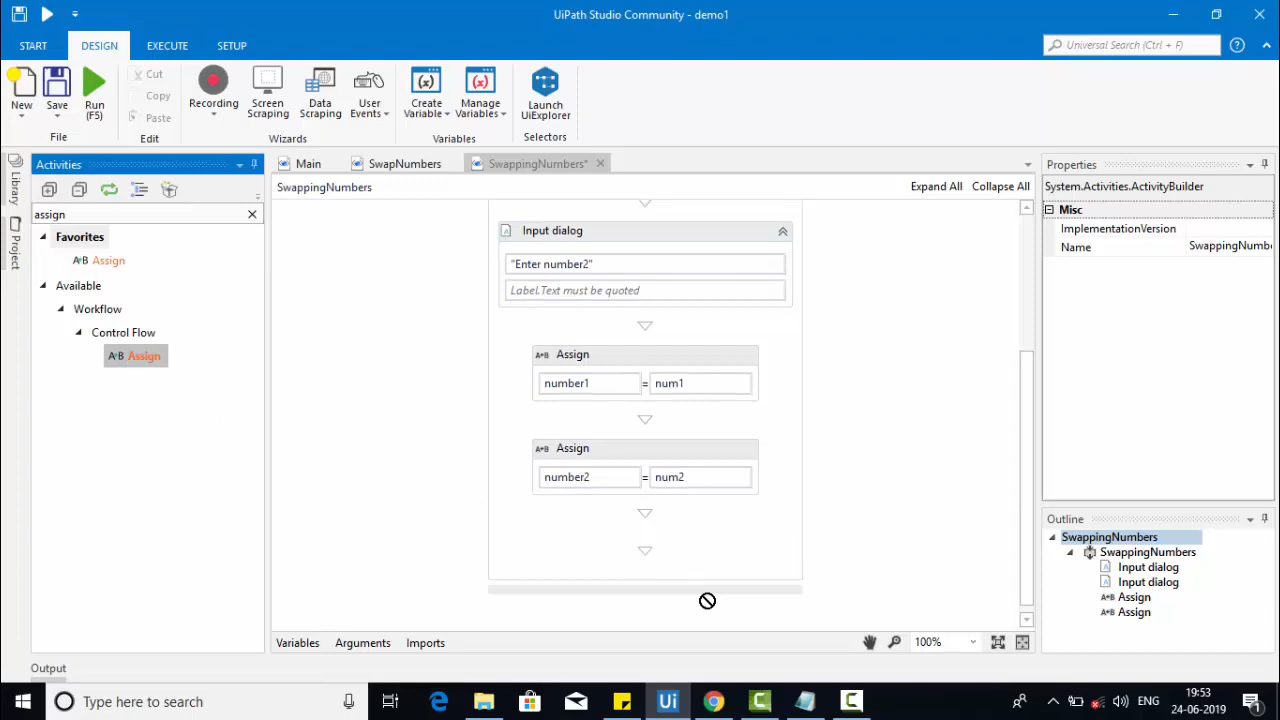 UiPath Studio Community - demo1
START DESIGN EXECUTE SETUP
Universal Search (Ctrl + F)
New Save Run (F5)
Cut
Copy
Paste
Recording Screen Scraping Data Scraping User Events
Create Variable Manage Variables
Launch UiExplorer
File Edit Wizards Variables Selectors
Activities
Library
Project
assign
Favorites
A+B Assign
Available
Workflow
Control Flow
A+B Assign
Main SwapNumbers SwappingNumbers*
SwappingNumbers Expand All Collapse All
Input dialog
"Enter number2"
Label.Text must be quoted
A+B Assign
number1 = num1
A+B Assign
number2 = num2
Variables Arguments Imports 100%
Properties
System.Activities.ActivityBuilder
Misc
ImplementationVersion
Name SwappingNumbe
Outline
SwappingNumbers
SwappingNumbers
Input dialog
Input dialog
A+B Assign
A+B Assign
Output
Type here to search
Ui
ENG
19:53
24-06-2019
1